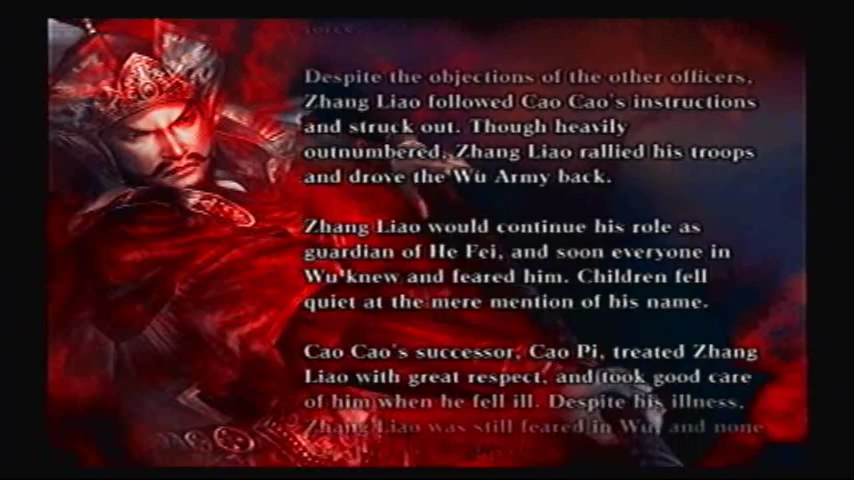 force.
Despite the objections of the other officers,
Zhang Liao followed Cao Cao's instructions
and struck out. Though heavily
outnumbered, Zhang Liao rallied his troops
and drove the Wu Army back.
Zhang Liao would continue his role as
guardian of He Fei, and soon everyone in
Wu knew and feared him. Children fell
quiet at the mere mention of his name.
Cao Cao's successor, Cao Pi, treated Zhang
Liao with great respect, and took good care
of him when he fell ill. Despite his illness,
Zhang Liao was still feared in Wu, and none